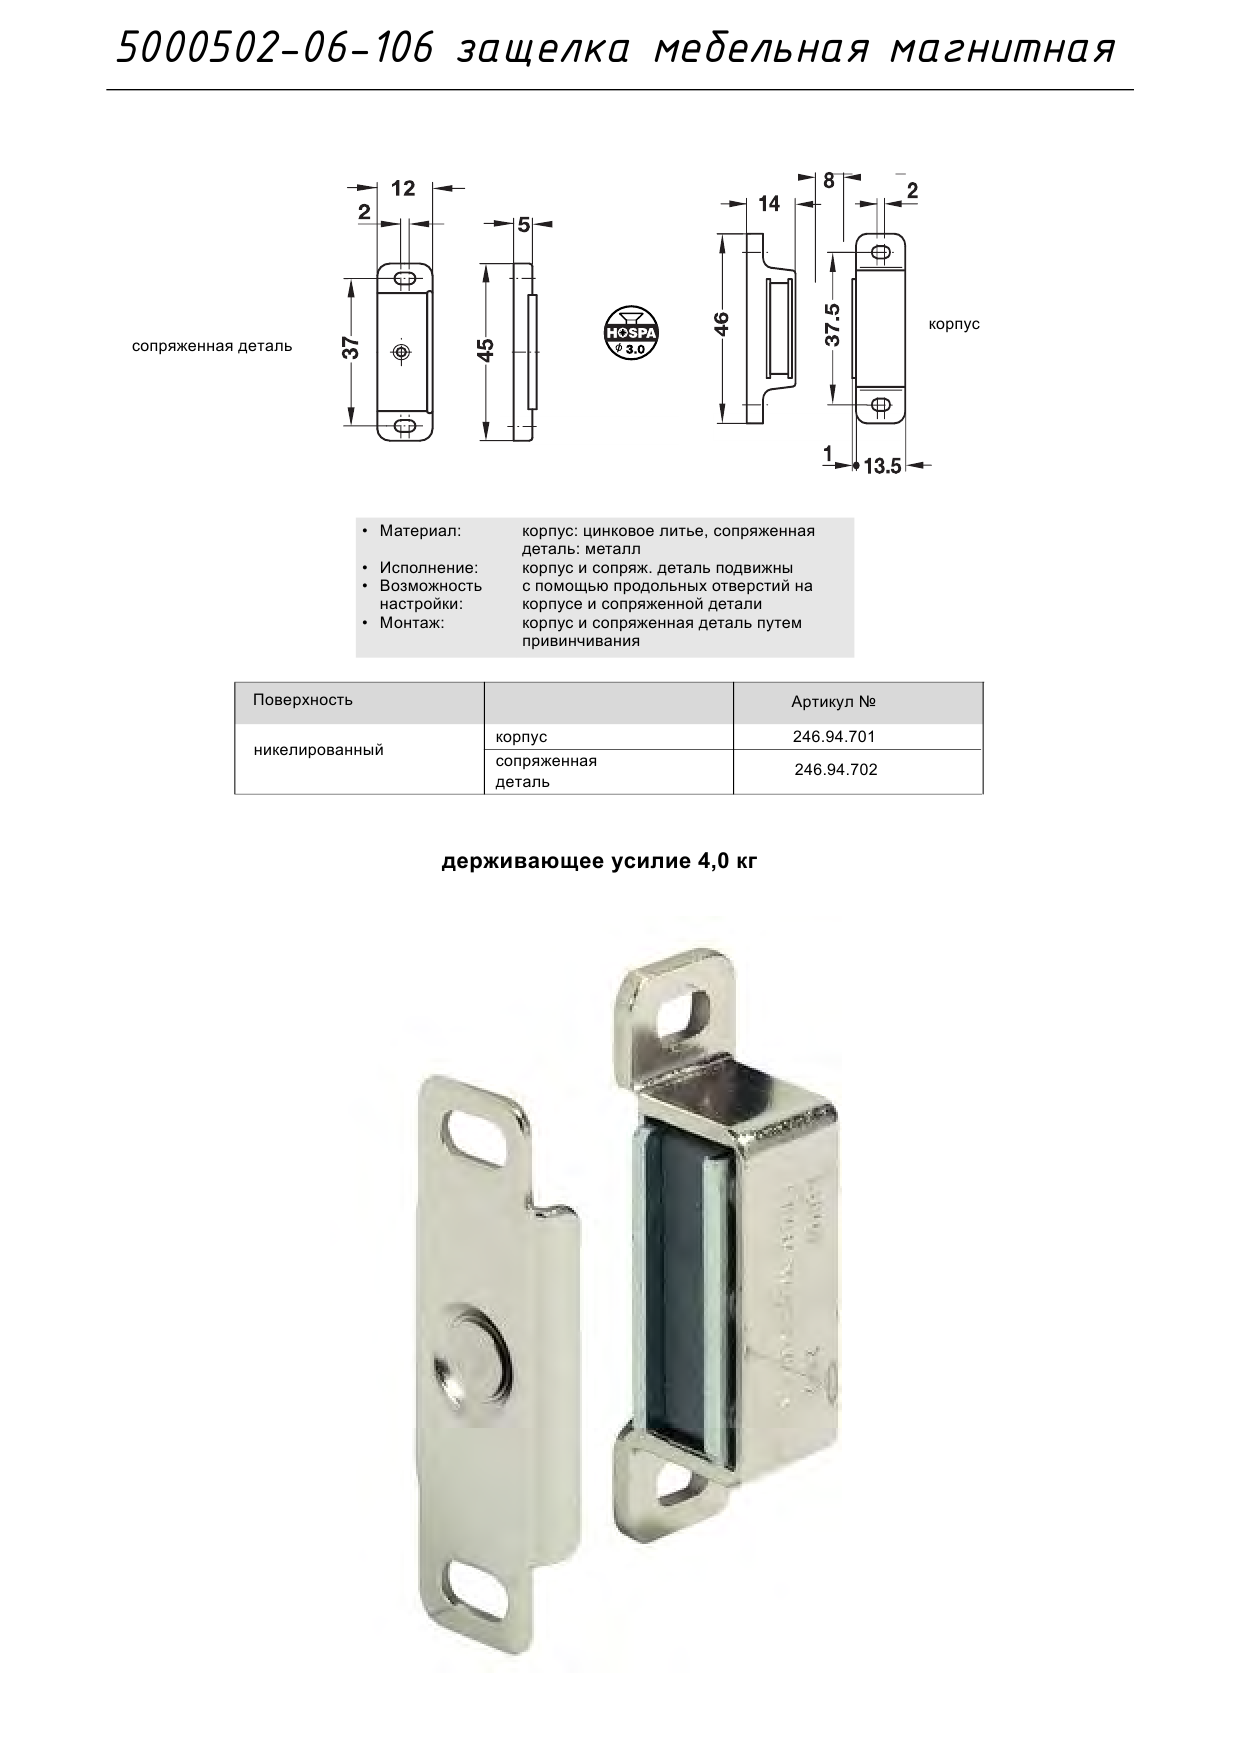 5000502-06-106 защелка мебельная магнитная
12
2
5
37
45
сопряженная деталь
HOSPA
ϕ 3.0
8
14
2
46
37.5
корпус
1
13.5
• Материал: корпус: цинковое литье, сопряженная
деталь: металл
• Исполнение: корпус и сопряж. деталь подвижны
• Возможность с помощью продольных отверстий на
настройки: корпусе и сопряженной детали
• Монтаж: корпус и сопряженная деталь путем
привинчивания
Поверхность Артикул №
никелированный
корпус 246.94.701
сопряженная
деталь
246.94.702
держивающее усилие 4,0 кг